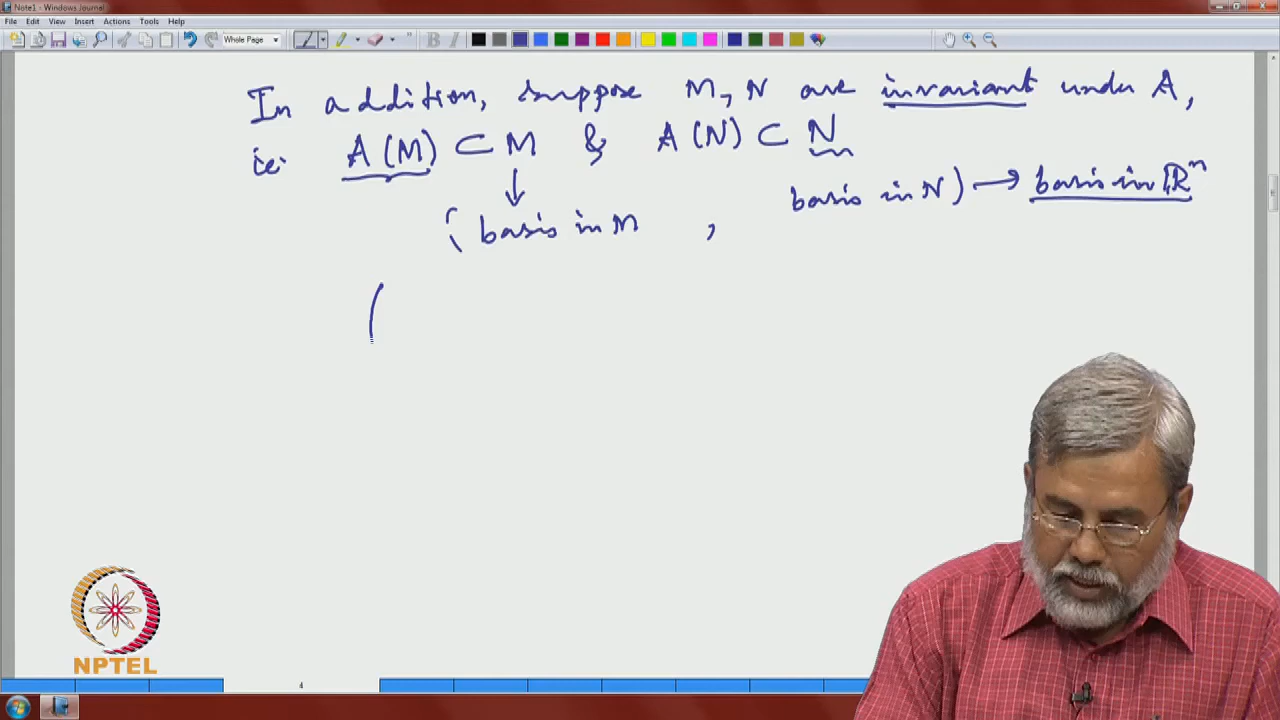 Note1 - Windows Journal
File Edit View Insert Actions Tools Help
Whole Page
In addition, suppose M, N are invariant under A,
ie. A(M) ⊂ M & A(N) ⊂ N
( basis in M , basis in N) → basis in ℝⁿ
(
NPTEL
4